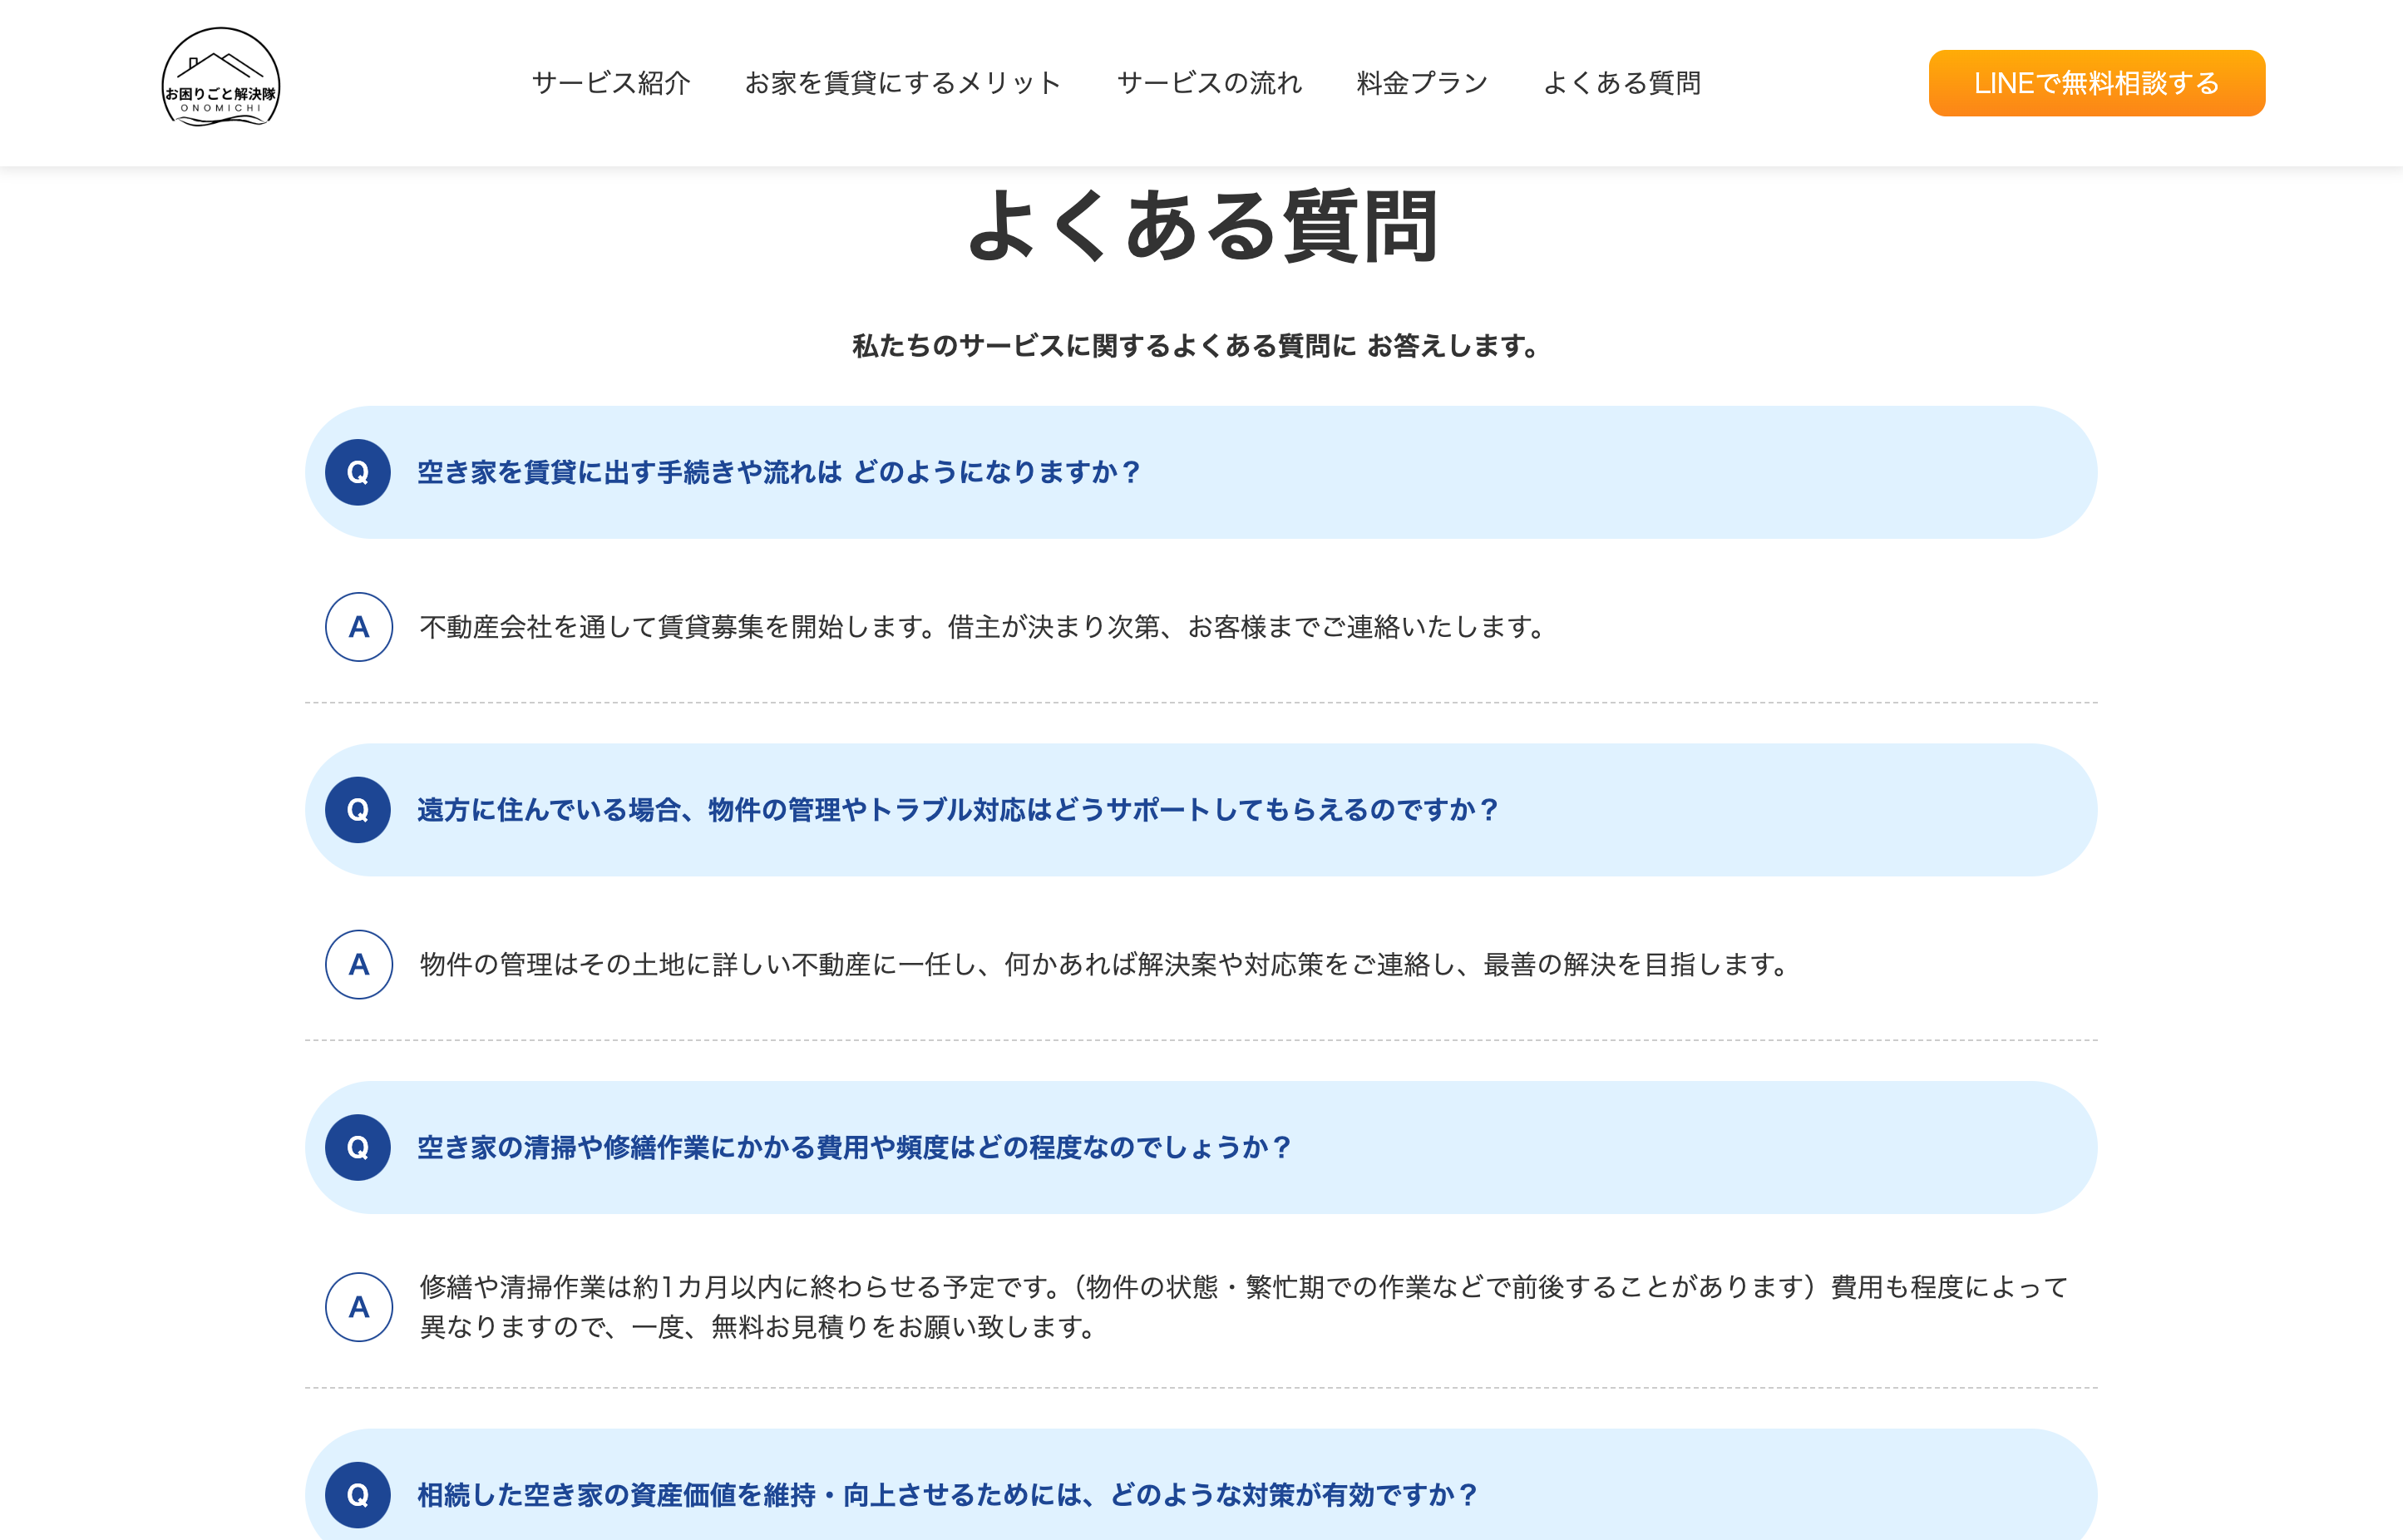 お困りごと解決隊
ONOMICHI
サービス紹介
お家を賃貸にするメリット
サービスの流れ
料金プラン
よくある質問
LINEで無料相談する
よくある質問
私たちのサービスに関するよくある質問に お答えします。
Q
空き家を賃貸に出す手続きや流れは どのようになりますか？
A
不動産会社を通して賃貸募集を開始します。借主が決まり次第、お客様までご連絡いたします。
Q
遠方に住んでいる場合、物件の管理やトラブル対応はどうサポートしてもらえるのですか？
A
物件の管理はその土地に詳しい不動産に一任し、何かあれば解決案や対応策をご連絡し、最善の解決を目指します。
Q
空き家の清掃や修繕作業にかかる費用や頻度はどの程度なのでしょうか？
A
修繕や清掃作業は約1カ月以内に終わらせる予定です。（物件の状態・繁忙期での作業などで前後することがあります）費用も程度によって
異なりますので、一度、無料お見積りをお願い致します。
Q
相続した空き家の資産価値を維持・向上させるためには、どのような対策が有効ですか？